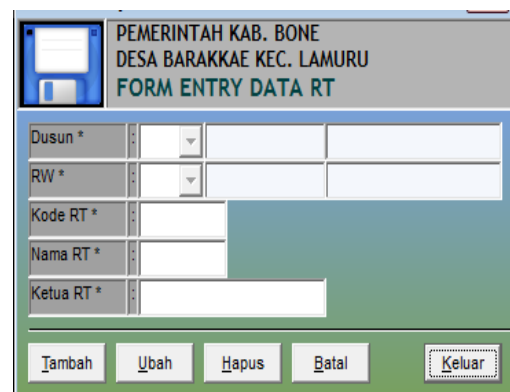 PEMERINTAH KAB. BONE
DESA BARAKKAE KEC. LAMURU
FORM ENTRY DATA RT
Dusun * :
RW * :
Kode RT * :
Nama RT * :
Ketua RT * :
Tambah Ubah Hapus Batal Keluar